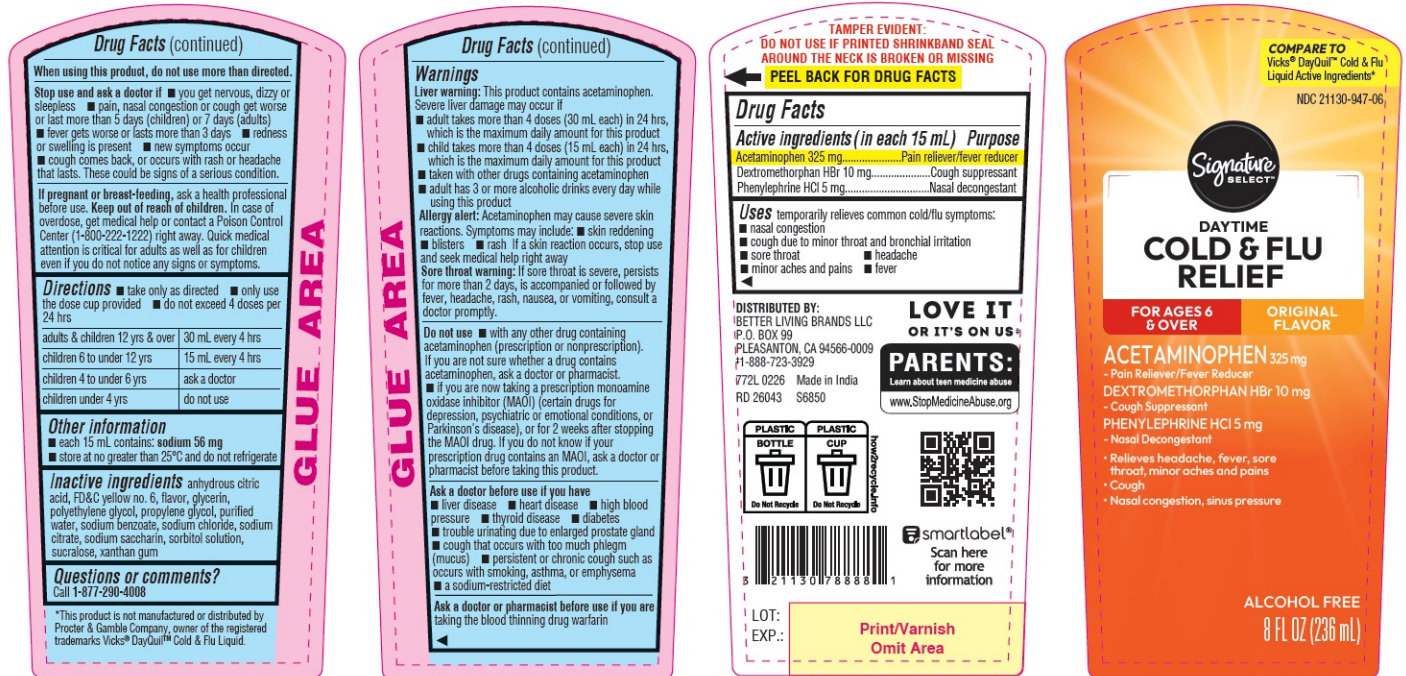 Drug Facts (continued)
When using this product, do not use more than directed.
Stop use and ask a doctor if ■ you get nervous, dizzy or
sleepless ■ pain, nasal congestion or cough get worse
or last more than 5 days (children) or 7 days (adults)
■ fever gets worse or lasts more than 3 days ■ redness
or swelling is present ■ new symptoms occur
■ cough comes back, or occurs with rash or headache
that lasts. These could be signs of a serious condition.
If pregnant or breast-feeding, ask a health professional
before use. Keep out of reach of children. In case of
overdose, get medical help or contact a Poison Control
Center (1-800-222-1222) right away. Quick medical
attention is critical for adults as well as for children
even if you do not notice any signs or symptoms.
Directions ■ take only as directed ■ only use
the dose cup provided ■ do not exceed 4 doses per
24 hrs
adults & children 12 yrs & over 30 mL every 4 hrs
children 6 to under 12 yrs 15 mL every 4 hrs
children 4 to under 6 yrs ask a doctor
children under 4 yrs do not use
Other information
■ each 15 mL contains: sodium 56 mg
■ store at no greater than 25ºC and do not refrigerate
Inactive ingredients anhydrous citric
acid, FD&C yellow no. 6, flavor, glycerin,
polyethylene glycol, propylene glycol, purified
water, sodium benzoate, sodium chloride, sodium
citrate, sodium saccharin, sorbitol solution,
sucralose, xanthan gum
Questions or comments?
Call 1-877-290-4008
*This product is not manufactured or distributed by
Procter & Gamble Company, owner of the registered
trademarks Vicks® DayQuil™ Cold & Flu Liquid.
GLUE AREA
GLUE AREA
Drug Facts (continued)
Warnings
Liver warning: This product contains acetaminophen.
Severe liver damage may occur if
■ adult takes more than 4 doses (30 mL each) in 24 hrs,
which is the maximum daily amount for this product
■ child takes more than 4 doses (15 mL each) in 24 hrs,
which is the maximum daily amount for this product
■ taken with other drugs containing acetaminophen
■ adult has 3 or more alcoholic drinks every day while
using this product
Allergy alert: Acetaminophen may cause severe skin
reactions. Symptoms may include: ■ skin reddening
■ blisters ■ rash If a skin reaction occurs, stop use
and seek medical help right away
Sore throat warning: If sore throat is severe, persists
for more than 2 days, is accompanied or followed by
fever, headache, rash, nausea, or vomiting, consult a
doctor promptly.
Do not use ■ with any other drug containing
acetaminophen (prescription or nonprescription).
If you are not sure whether a drug contains
acetaminophen, ask a doctor or pharmacist.
■ if you are now taking a prescription monoamine
oxidase inhibitor (MAOI) (certain drugs for
depression, psychiatric or emotional conditions, or
Parkinson's disease), or for 2 weeks after stopping
the MAOI drug. If you do not know if your
prescription drug contains an MAOI, ask a doctor or
pharmacist before taking this product.
Ask a doctor before use if you have
■ liver disease ■ heart disease ■ high blood
pressure ■ thyroid disease ■ diabetes
■ trouble urinating due to enlarged prostate gland
■ cough that occurs with too much phlegm
(mucus) ■ persistent or chronic cough such as
occurs with smoking, asthma, or emphysema
■ a sodium-restricted diet
Ask a doctor or pharmacist before use if you are
taking the blood thinning drug warfarin
TAMPER EVIDENT:
DO NOT USE IF PRINTED SHRINKBAND SEAL
AROUND THE NECK IS BROKEN OR MISSING
PEEL BACK FOR DRUG FACTS
Drug Facts
Active ingredients (in each 15 mL) Purpose
Acetaminophen 325 mg....................Pain reliever/fever reducer
Dextromethorphan HBr 10 mg....................Cough suppressant
Phenylephrine HCl 5 mg............................Nasal decongestant
Uses temporarily relieves common cold/flu symptoms:
■ nasal congestion
■ cough due to minor throat and bronchial irritation
■ sore throat ■ headache
■ minor aches and pains ■ fever
DISTRIBUTED BY:
BETTER LIVING BRANDS LLC
P.O. BOX 99
PLEASANTON, CA 94566-0009
‡1-888-723-3929
772L 0226 Made in India
RD 26043 S6850
LOVE IT
OR IT'S ON US‡
PARENTS:
Learn about teen medicine abuse
www.StopMedicineAbuse.org
PLASTIC PLASTIC
BOTTLE CUP
Do Not Recycle Do Not Recycle
how2recycle.info
smartlabel®
Scan here
for more
information
3 21130 78888 1
LOT:
EXP.:
Print/Varnish
Omit Area
COMPARE TO
Vicks® DayQuil™ Cold & Flu
Liquid Active Ingredients*
NDC 21130-947-06
Signature
SELECT™
DAYTIME
COLD & FLU
RELIEF
FOR AGES 6
& OVER
ORIGINAL
FLAVOR
ACETAMINOPHEN 325 mg
- Pain Reliever/Fever Reducer
DEXTROMETHORPHAN HBr 10 mg
- Cough Suppressant
PHENYLEPHRINE HCl 5 mg
- Nasal Decongestant
• Relieves headache, fever, sore
throat, minor aches and pains
• Cough
• Nasal congestion, sinus pressure
ALCOHOL FREE
8 FL OZ (236 mL)